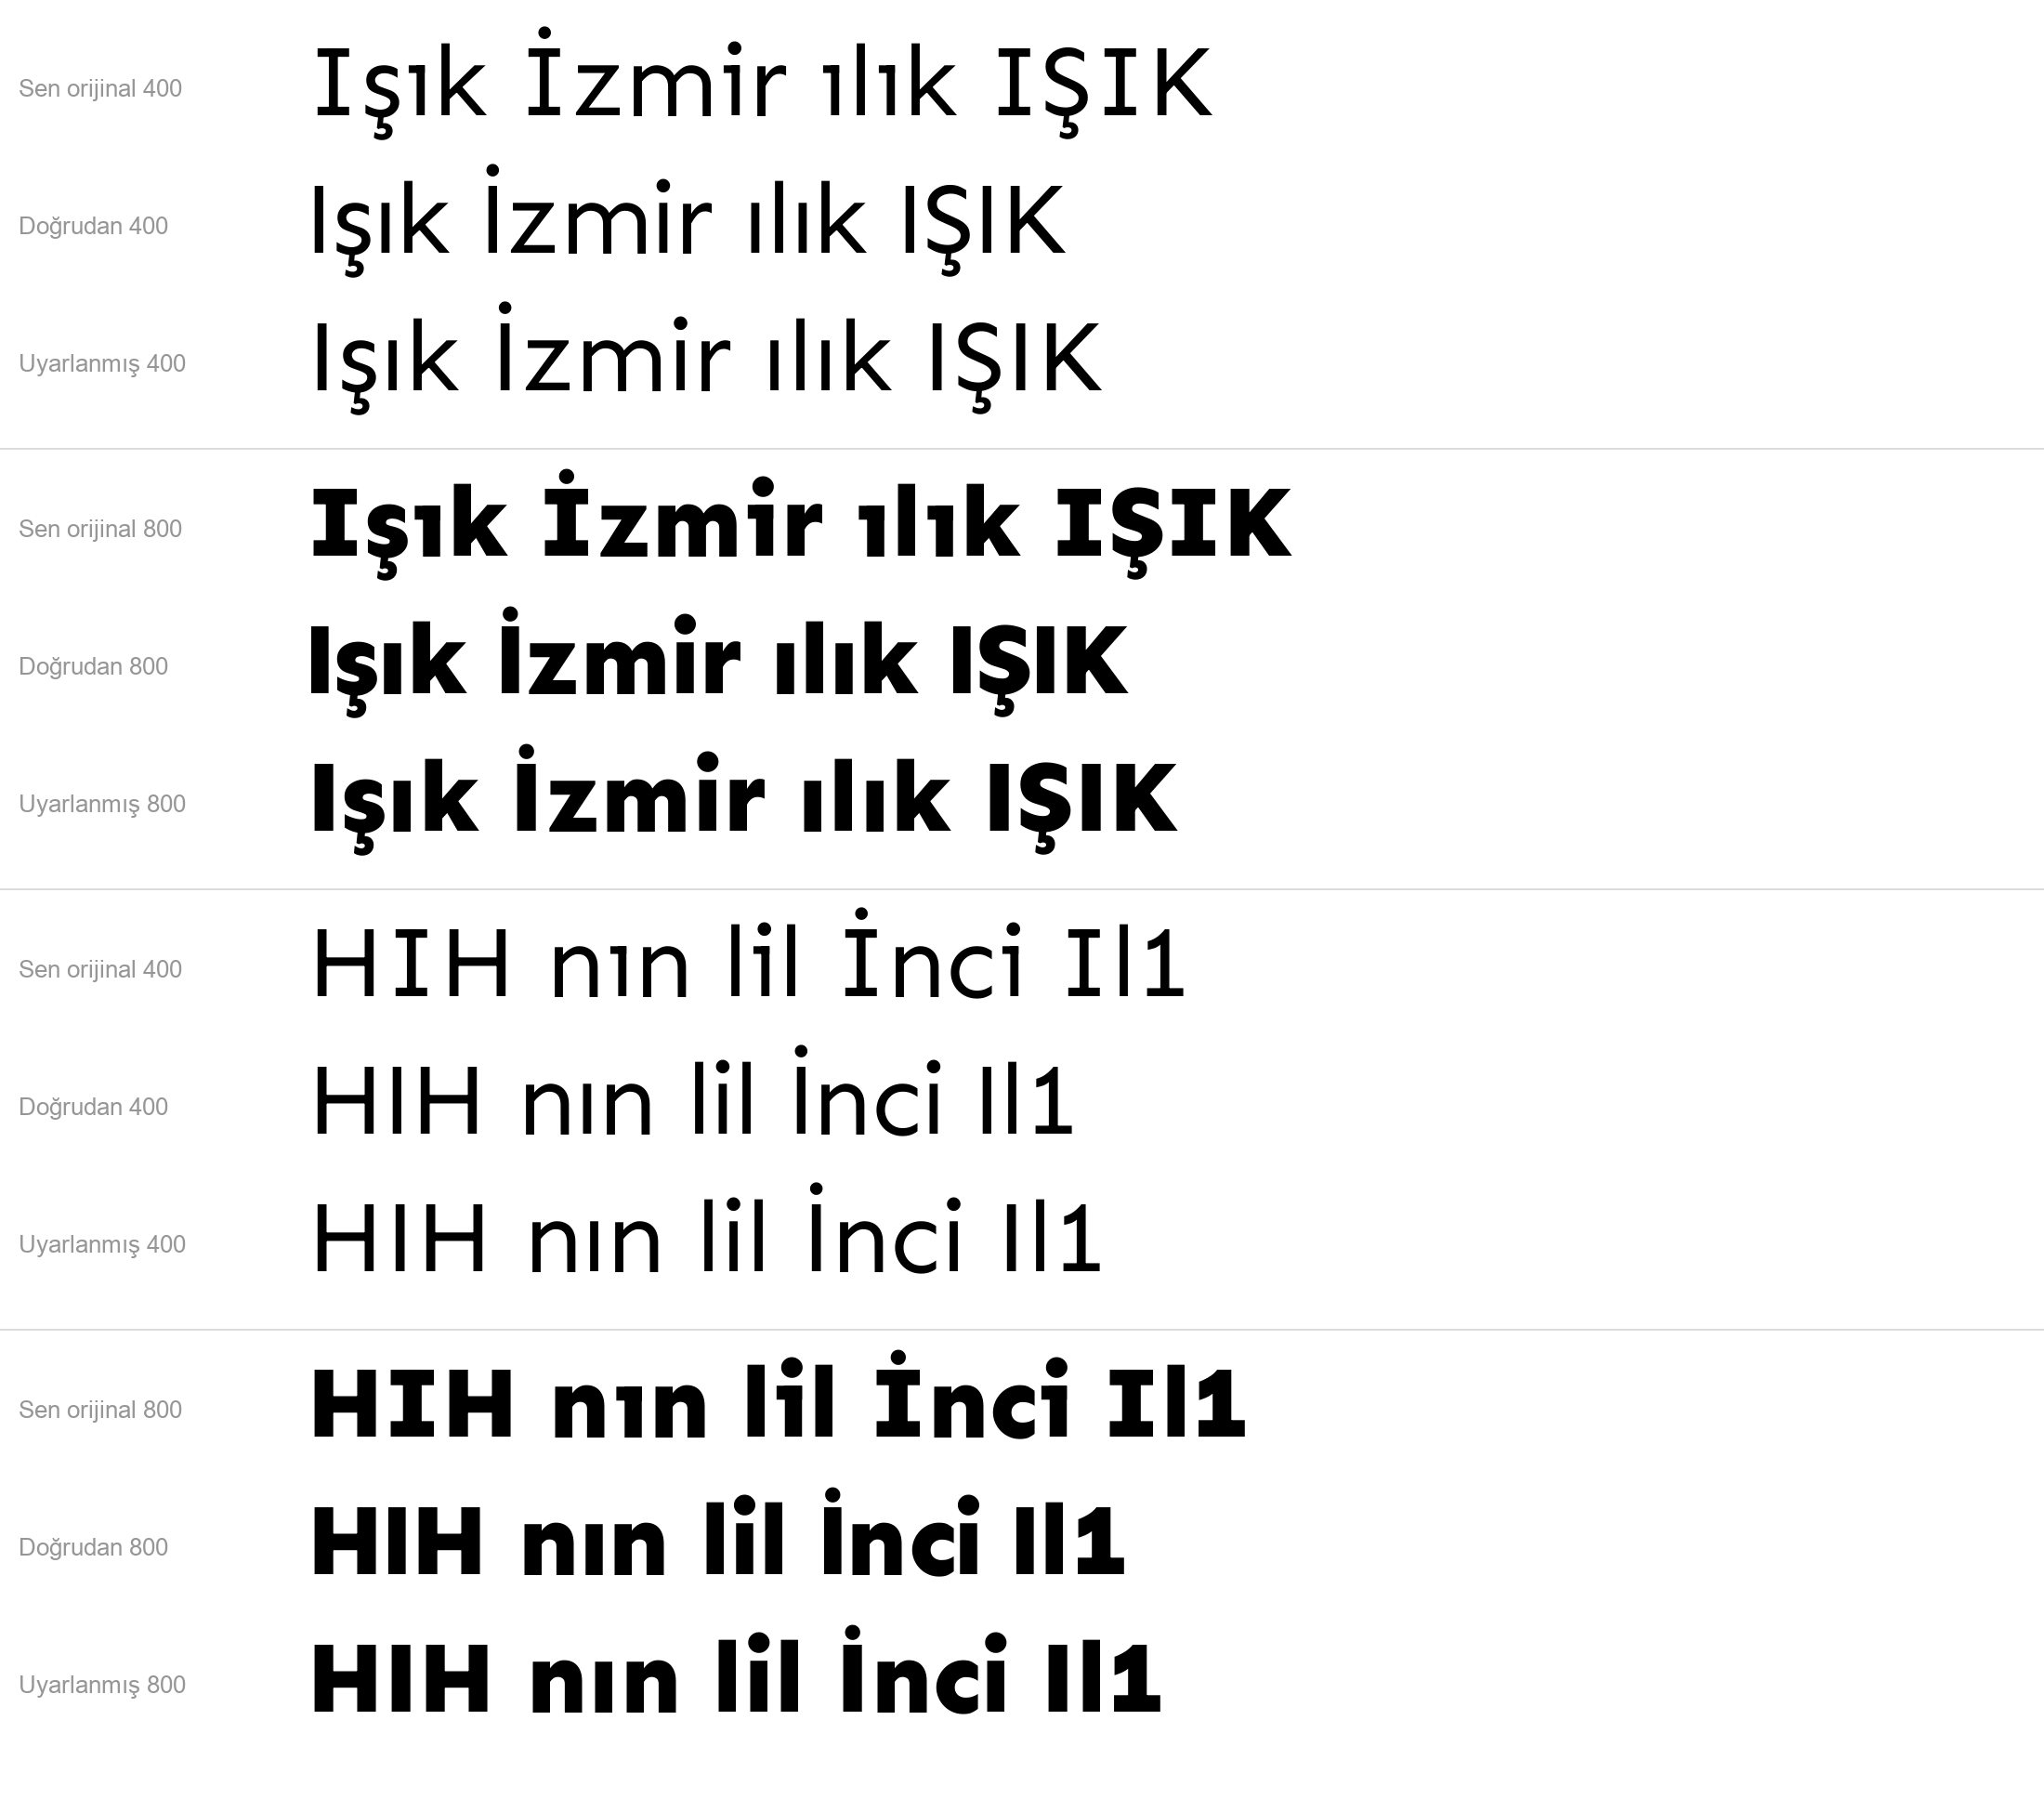 Sen orijinal 400 Işık İzmir ılık IŞIK
Doğrudan 400 Işık İzmir ılık IŞIK
Uyarlanmış 400 Işık İzmir ılık IŞIK
Sen orijinal 800 Işık İzmir ılık IŞIK
Doğrudan 800 Işık İzmir ılık IŞIK
Uyarlanmış 800 Işık İzmir ılık IŞIK
Sen orijinal 400 HIH nın lil İnci Il1
Doğrudan 400 HIH nın lil İnci Il1
Uyarlanmış 400 HIH nın lil İnci Il1
Sen orijinal 800 HIH nın lil İnci Il1
Doğrudan 800 HIH nın lil İnci Il1
Uyarlanmış 800 HIH nın lil İnci Il1